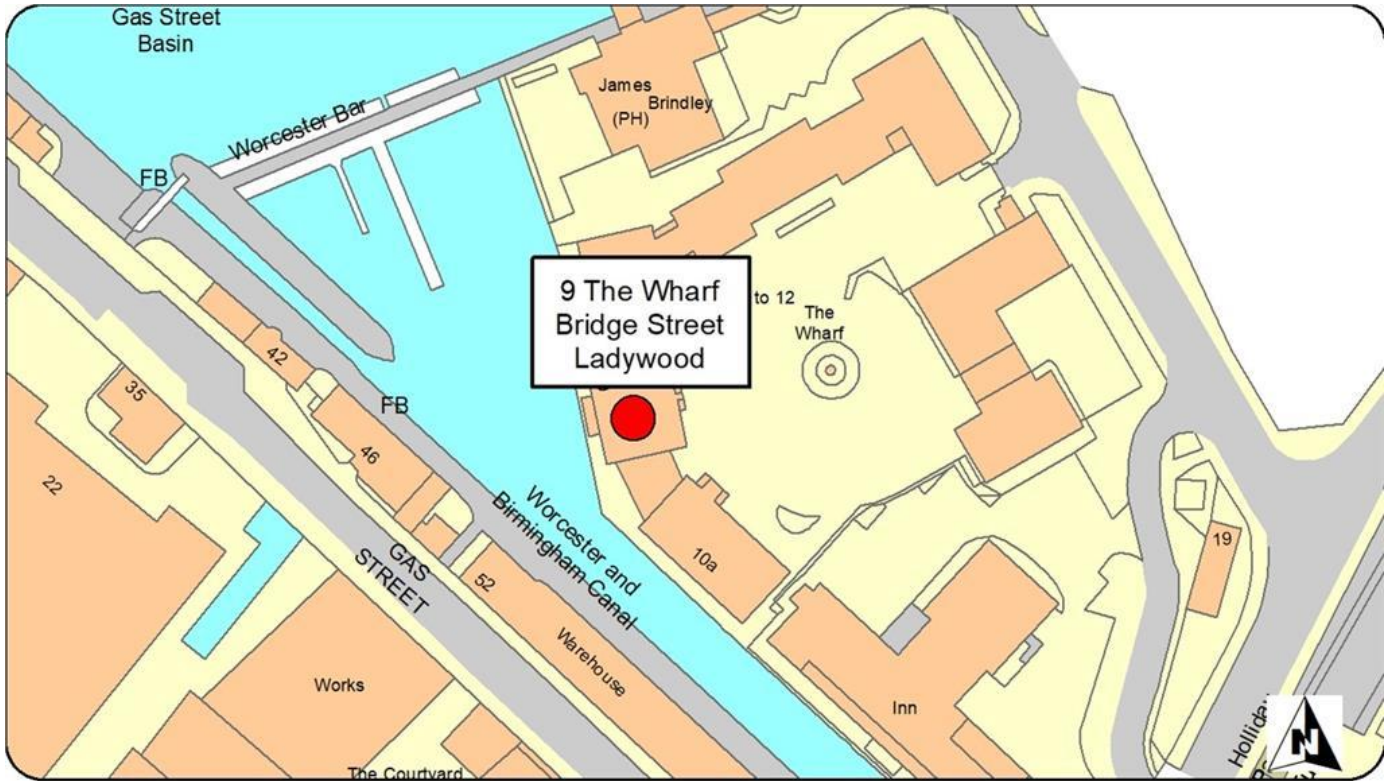 Gas Street
Basin
James
Brindley
(PH)
Worcester Bar
FB
9 The Wharf
Bridge Street
Ladywood
to 12
The
Wharf
42
35
FB
46
22
Worcester and
Birmingham Canal
10a
GAS
STREET
52
19
Warehouse
Works
Inn
The Courtyard
N